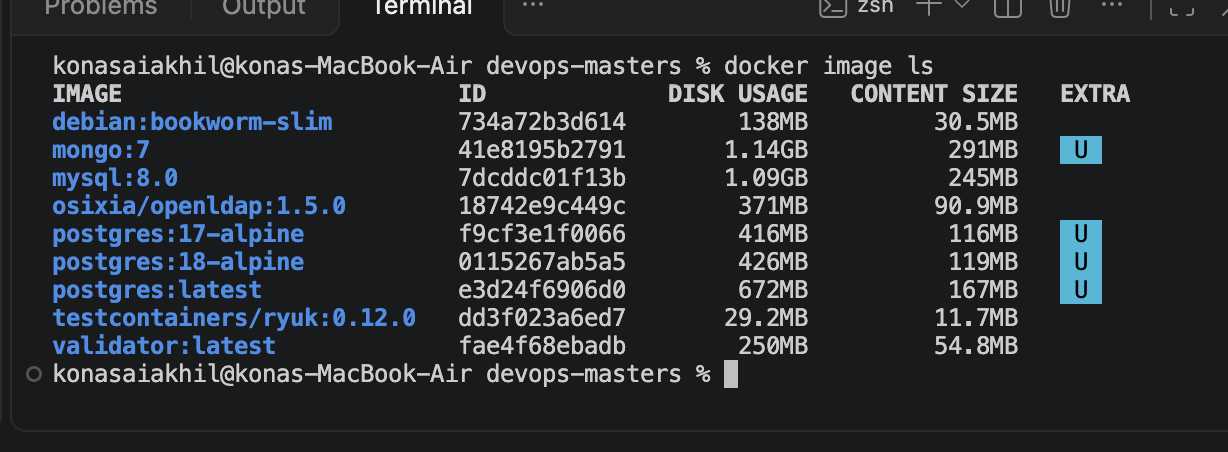 Problems Output Terminal ··· zsh ···
konasaiakhil@konas-MacBook-Air devops-masters % docker image ls
IMAGE ID DISK USAGE CONTENT SIZE EXTRA
debian:bookworm-slim 734a72b3d614 138MB 30.5MB
mongo:7 41e8195b2791 1.14GB 291MB U
mysql:8.0 7dcddc01f13b 1.09GB 245MB
osixia/openldap:1.5.0 18742e9c449c 371MB 90.9MB
postgres:17-alpine f9cf3e1f0066 416MB 116MB U
postgres:18-alpine 0115267ab5a5 426MB 119MB U
postgres:latest e3d24f6906d0 672MB 167MB U
testcontainers/ryuk:0.12.0 dd3f023a6ed7 29.2MB 11.7MB
validator:latest fae4f68ebadb 250MB 54.8MB
konasaiakhil@konas-MacBook-Air devops-masters %